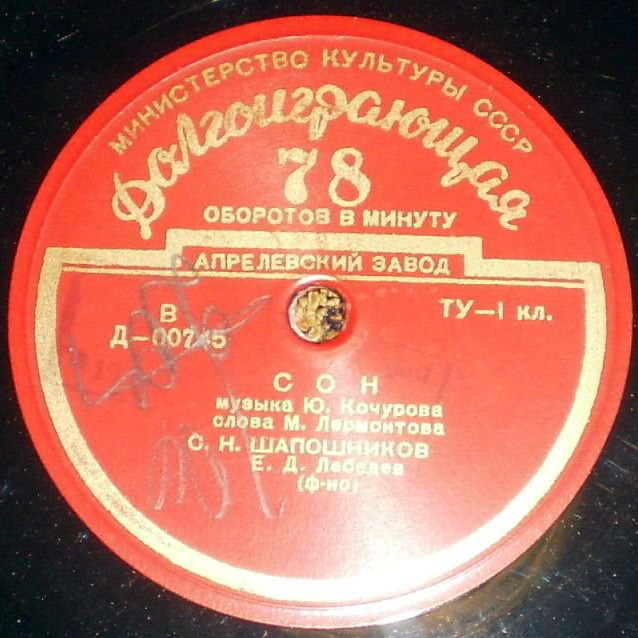 МИНИСТЕРСТВО КУЛЬТУРЫ СССР
Долгоиграющая
78
ОБОРОТОВ В МИНУТУ
АПРЕЛЕВСКИЙ ЗАВОД
В
ТУ—I кл.
СОН
музыка Ю. Кочурова
слова М. Лермонтова
С. Н. ШАПОШНИКОВ
Е. Д. Лебедев
(ф-но)